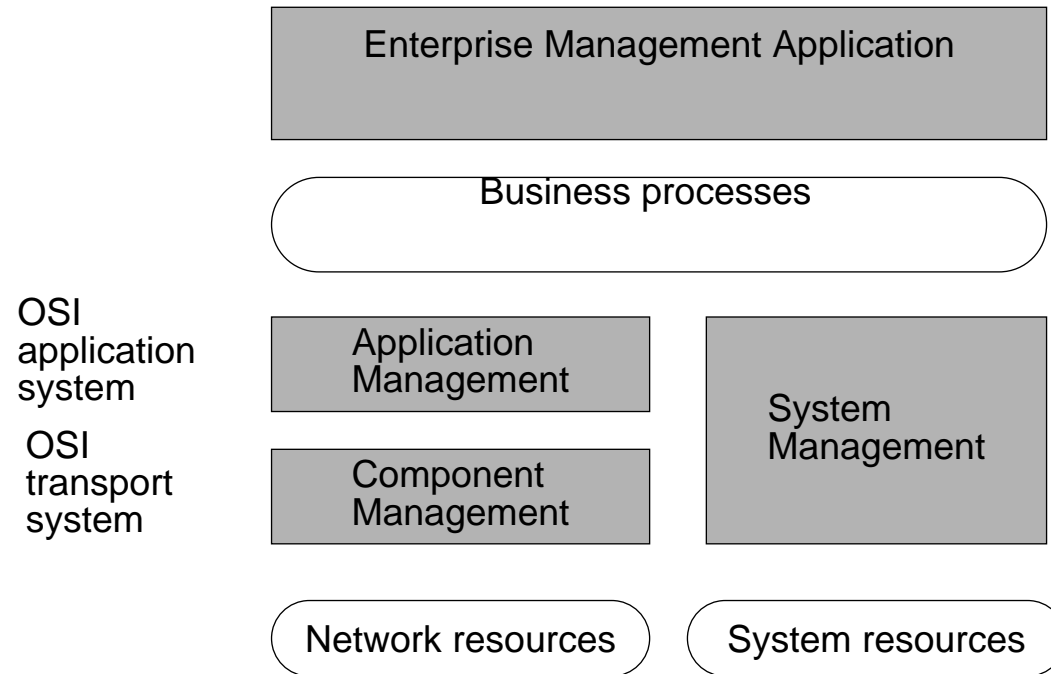 Enterprise Management Application
Business processes
OSI
application
system
Application
Management
System
Management
OSI
transport
system
Component
Management
Network resources
System resources